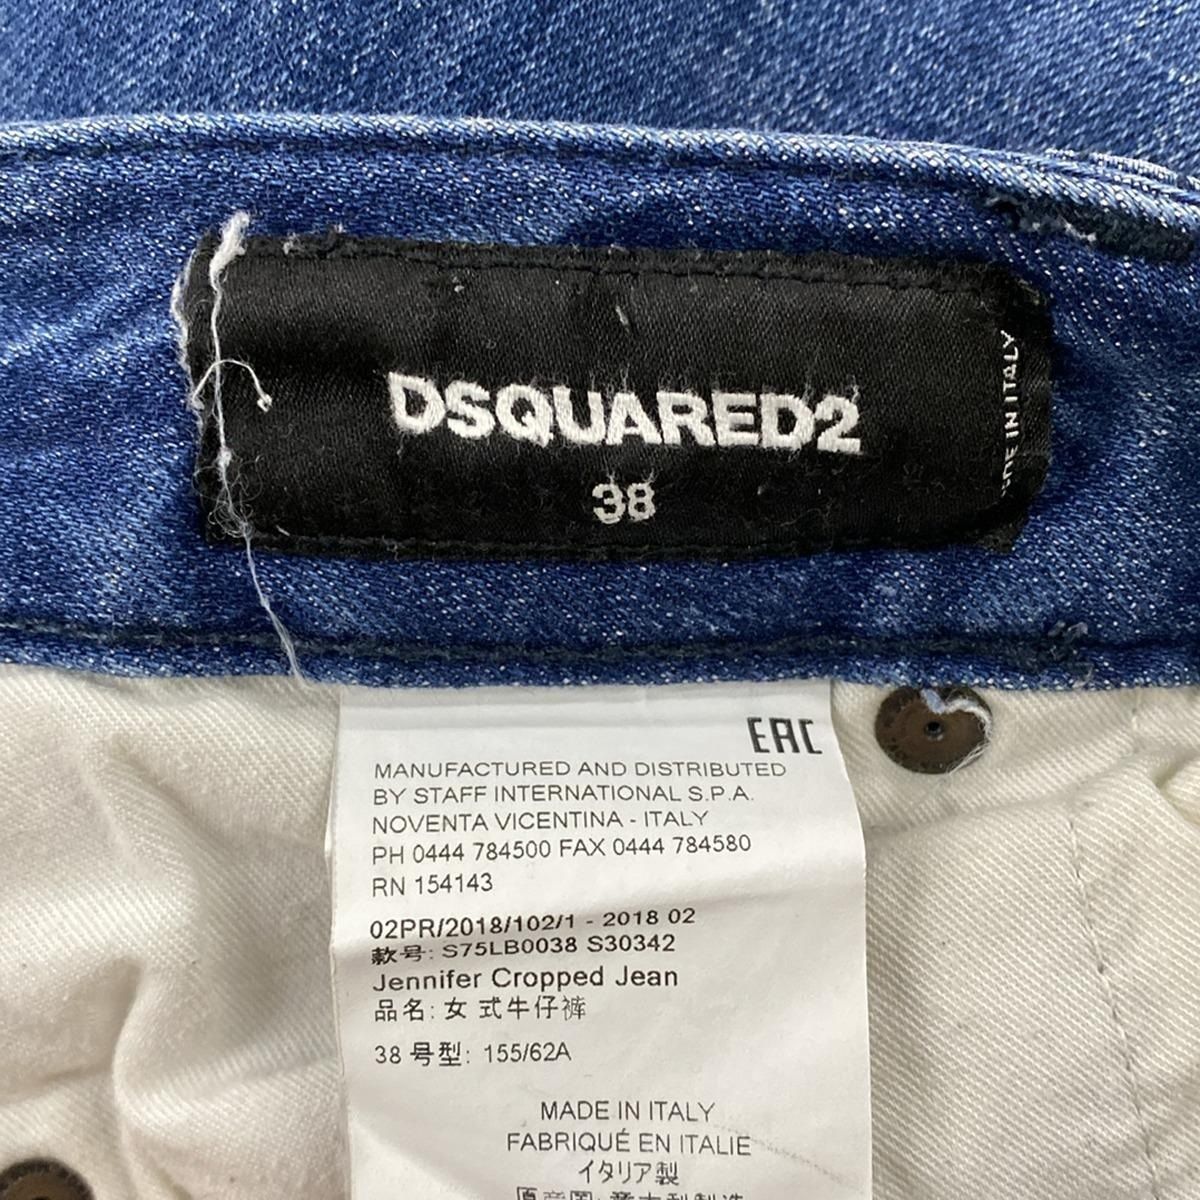 DSQUARED2
38
IN ITALY
EAC
MANUFACTURED AND DISTRIBUTED
BY STAFF INTERNATIONAL S.P.A.
NOVENTA VICENTINA - ITALY
PH 0444 784500 FAX 0444 784580
RN 154143
02PR/2018/102/1 - 2018 02
款号: S75LB0038 S30342
Jennifer Cropped Jean
品名: 女 式牛仔裤
38 号型: 155/62A
MADE IN ITALY
FABRIQUÉ EN ITALIE
イタリア製